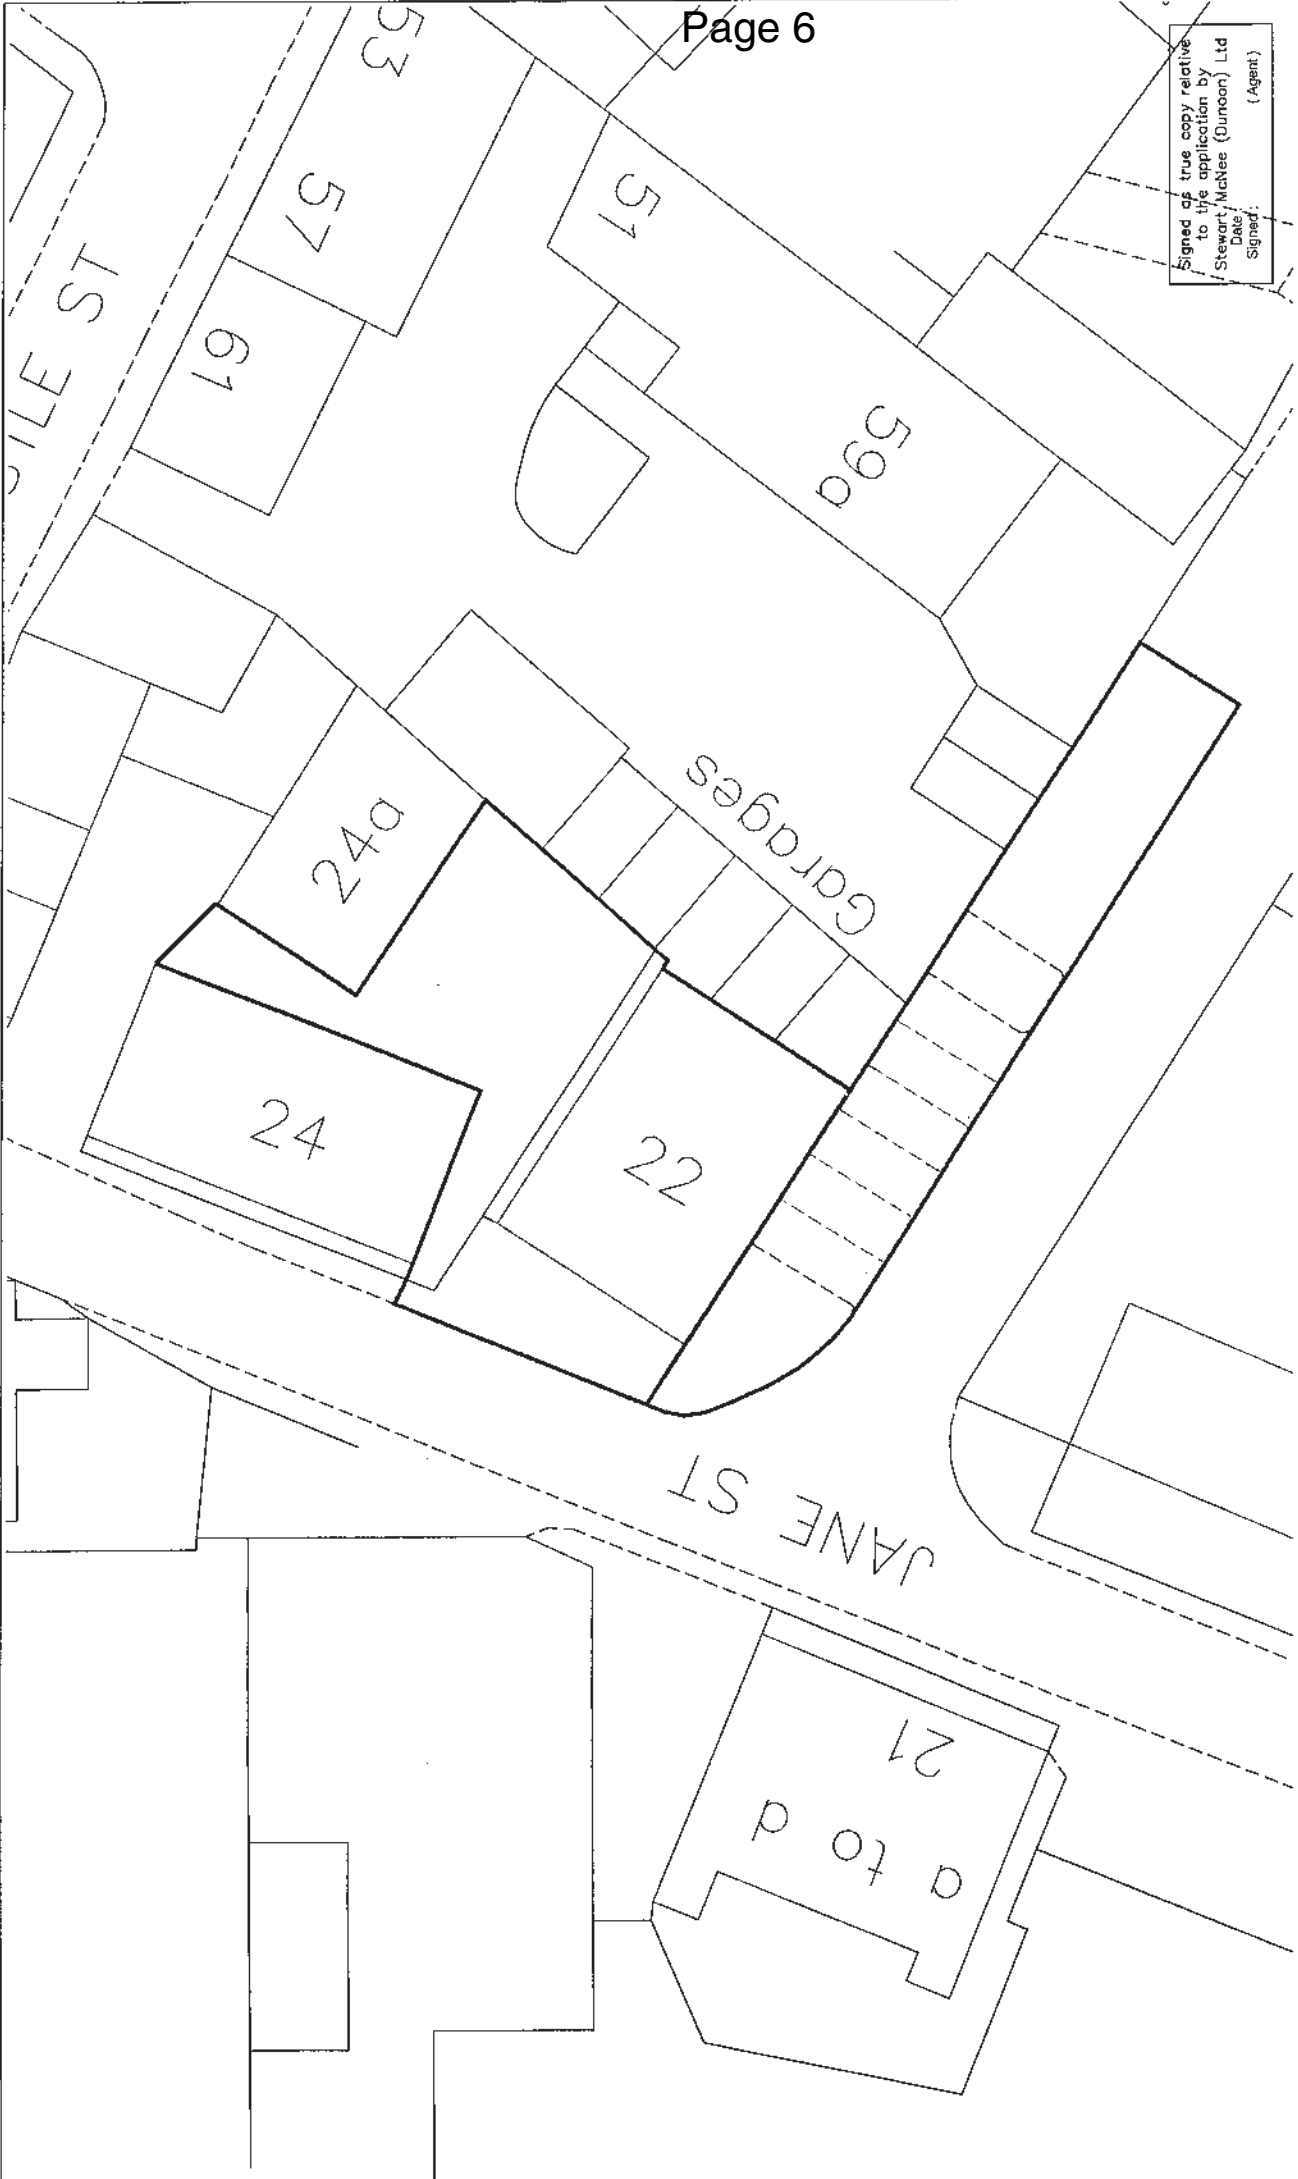 Page 6
Signed as true copy relative
to the application by
Stewart McNee (Dunoon) Ltd
Date
Signed: (Agent)
53
57
51
61
59a
Garages
24a
24
22
JANE ST
21
a to d
ST